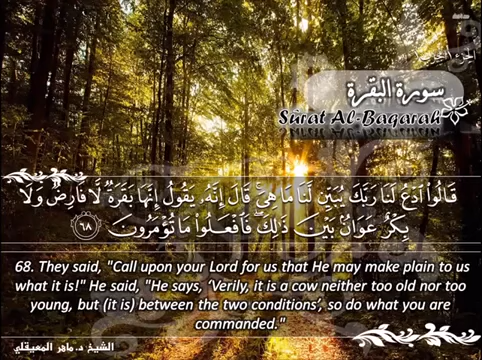 سورة البقرة
Sûrat Al-Baqarah
قَالُوا۟ ٱدْعُ لَنَا رَبَّكَ يُبَيِّن لَّنَا مَا هِىَ ۚ قَالَ إِنَّهُۥ يَقُولُ إِنَّهَا بَقَرَةٌ لَّا فَارِضٌ وَلَا
بِكْرٌ عَوَانٌۢ بَيْنَ ذَٰلِكَ ۖ فَٱفْعَلُوا۟ مَا تُؤْمَرُونَ ٦٨
68. They said, "Call upon your Lord for us that He may make plain to us
what it is!" He said, "He says, ‘Verily, it is a cow neither too old nor too
young, but (it is) between the two conditions’, so do what you are
commanded."
الشيخ د. ماهر المعيقلي